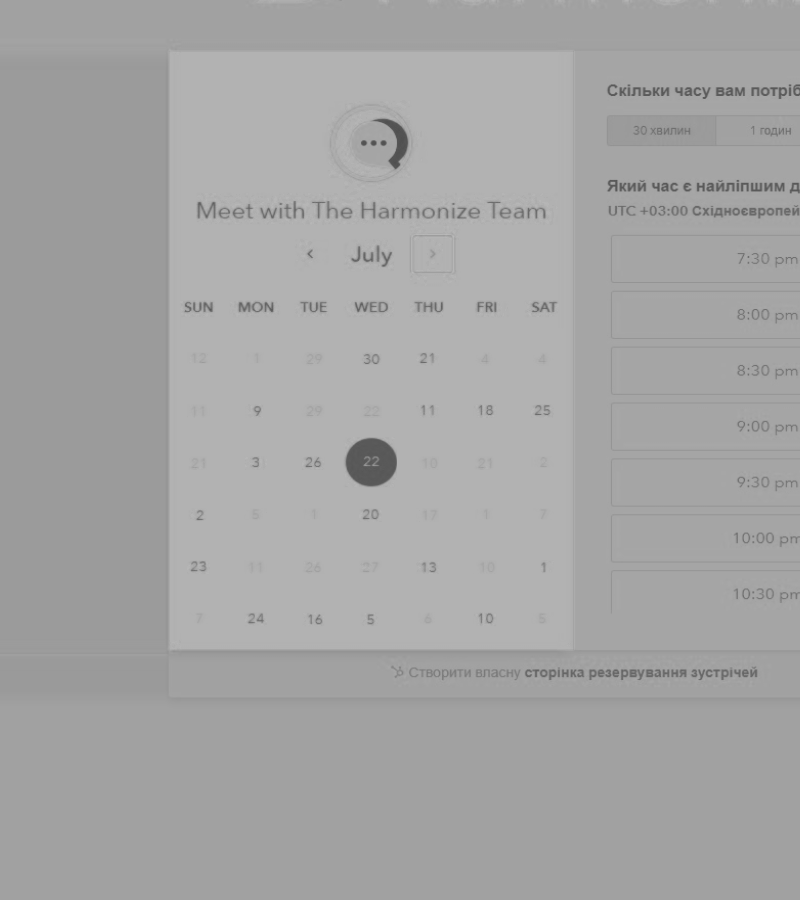 Meet with The Harmonize Team
July
SUN MON TUE WED THU FRI SAT
12 1 29 30 21 4 4
11 9 29 22 11 18 25
21 3 26 22 10 21 2
2 5 1 20 17 1 7
23 11 26 27 13 10 1
7 24 16 5 6 10 5
Скільки часу вам потріб
30 хвилин 1 годин
Який час є найліпшим д
UTC +03:00 Східноєвропей
7:30 pm
8:00 pm
8:30 pm
9:00 pm
9:30 pm
10:00 pm
10:30 pm
Створити власну сторінка резервування зустрічей